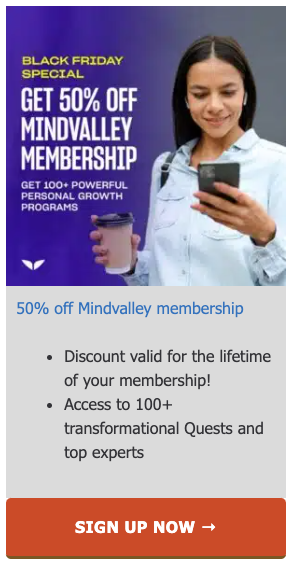 BLACK FRIDAY
SPECIAL
GET 50% OFF
MINDVALLEY
MEMBERSHIP
GET 100+ POWERFUL
PERSONAL GROWTH
PROGRAMS
50% off Mindvalley membership
• Discount valid for the lifetime
of your membership!
• Access to 100+
transformational Quests and
top experts
SIGN UP NOW →